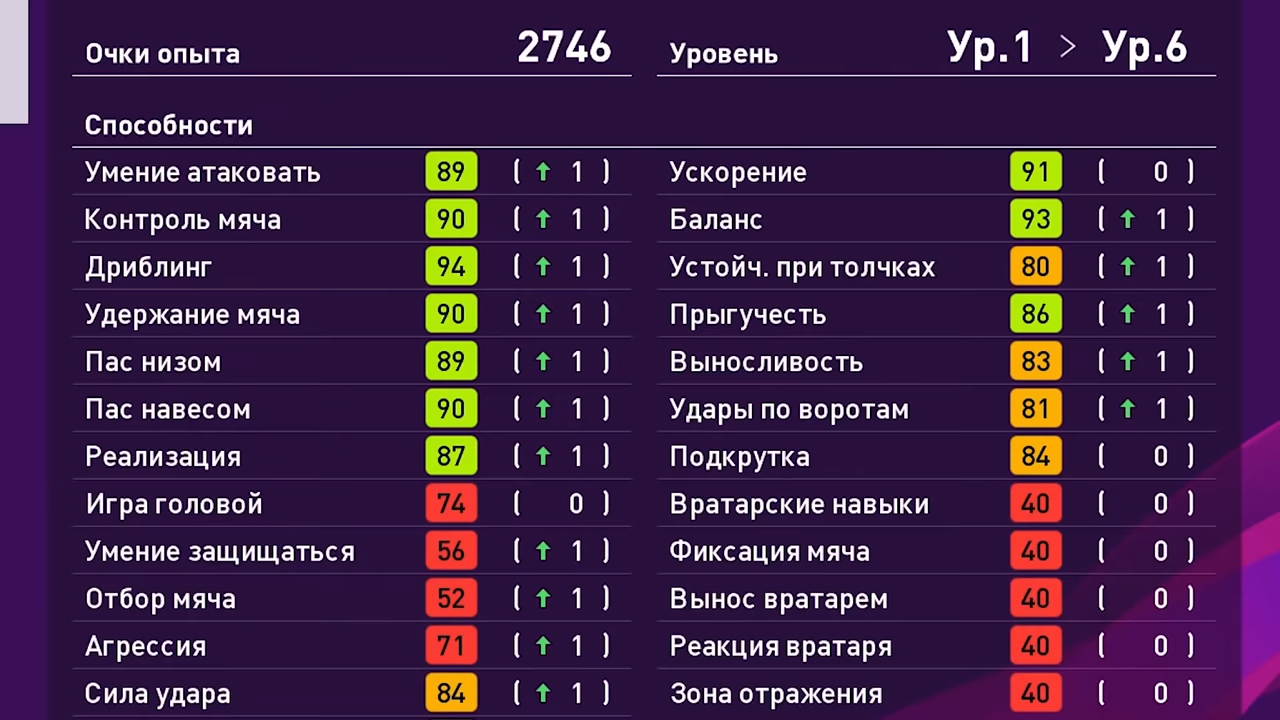 Очки опыта 2746 Уровень Ур.1 > Ур.6
Способности
Умение атаковать 89 ( ↑ 1 ) Ускорение 91 ( 0 )
Контроль мяча 90 ( ↑ 1 ) Баланс 93 ( ↑ 1 )
Дриблинг 94 ( ↑ 1 ) Устойч. при толчках 80 ( ↑ 1 )
Удержание мяча 90 ( ↑ 1 ) Прыгучесть 86 ( ↑ 1 )
Пас низом 89 ( ↑ 1 ) Выносливость 83 ( ↑ 1 )
Пас навесом 90 ( ↑ 1 ) Удары по воротам 81 ( ↑ 1 )
Реализация 87 ( ↑ 1 ) Подкрутка 84 ( 0 )
Игра головой 74 ( 0 ) Вратарские навыки 40 ( 0 )
Умение защищаться 56 ( ↑ 1 ) Фиксация мяча 40 ( 0 )
Отбор мяча 52 ( ↑ 1 ) Вынос вратарем 40 ( 0 )
Агрессия 71 ( ↑ 1 ) Реакция вратаря 40 ( 0 )
Сила удара 84 ( ↑ 1 ) Зона отражения 40 ( 0 )